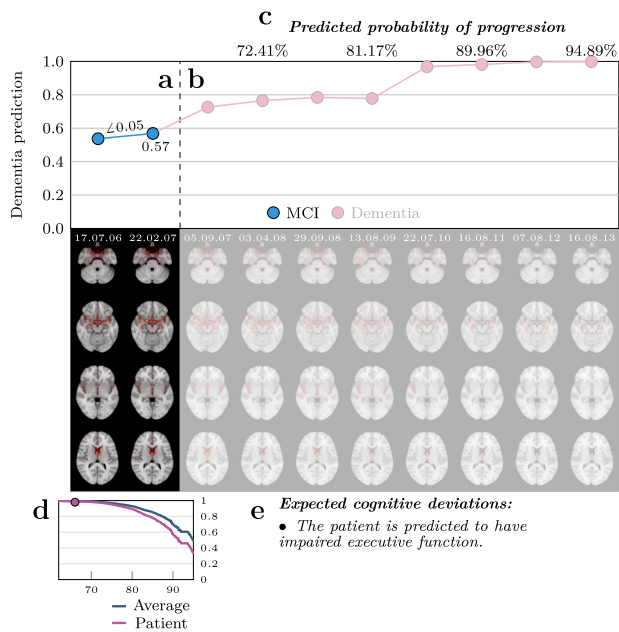 c Predicted probability of progression
72.41% 81.17% 89.96% 94.89%
1.0
a b
0.8
∠0.05
0.6
0.57
0.4
0.2
MCI Dementia
0.0
Dementia prediction
17.07.06 22.02.07 05.09.07 03.04.08 29.09.08 13.08.09 22.07.10 16.08.11 07.08.12 16.08.13
d
1
0.8
0.6
0.4
0.2
0
70 80 90
Average
Patient
e Expected cognitive deviations:
• The patient is predicted to have
impaired executive function.